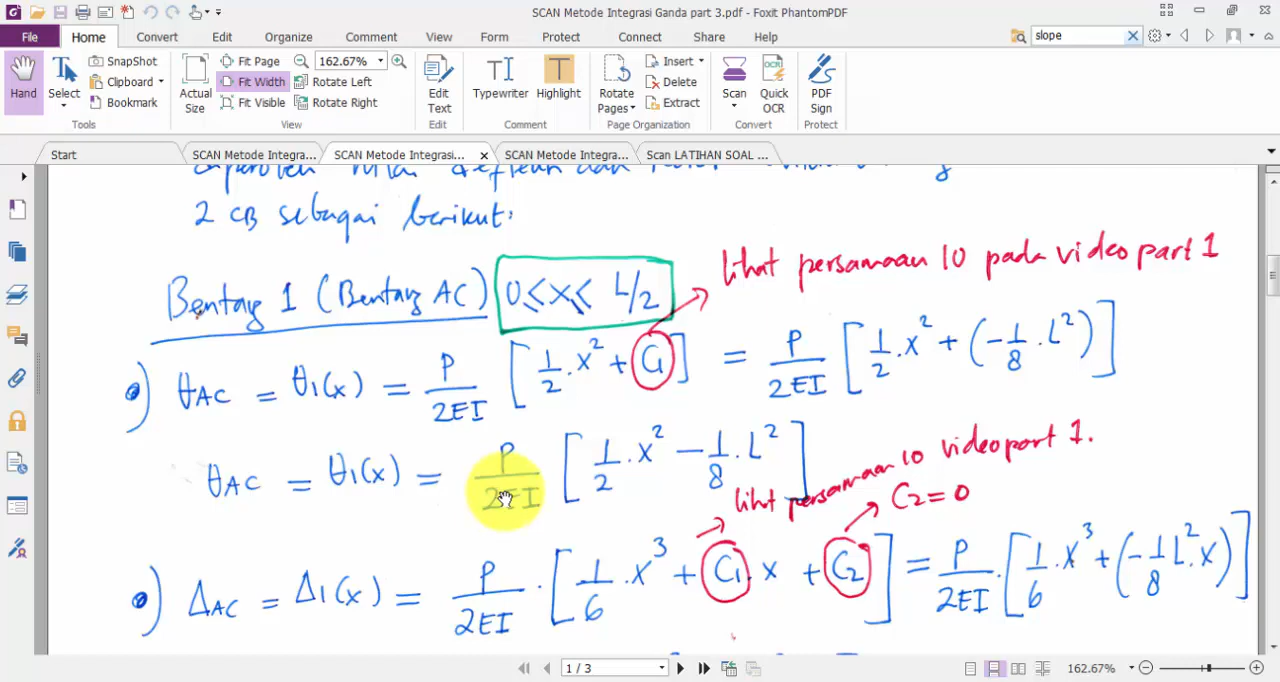 SCAN Metode Integrasi Ganda part 3.pdf - Foxit PhantomPDF
File Home Convert Edit Organize Comment View Form Protect Connect Share Help slope
Hand Select SnapShot Clipboard Bookmark Actual Size Fit Page Fit Width Fit Visible 162.67% Rotate Left Rotate Right Edit Text Typewriter Highlight Rotate Pages Insert Delete Extract Scan Quick OCR PDF Sign
Tools View Edit Comment Page Organization Convert Protect
Start SCAN Metode Integra... SCAN Metode Integrasi... SCAN Metode Integra... Scan LATIHAN SOAL ...
2 CB sebagai berikut:
lihat persamaan 10 pada video part 1
Bentang 1 (Bentang AC) 0<x< L/2
•) θAC = θ1(x) = P/2EI [1/2.x² + C1] = P/2EI [1/2.x² + (-1/8.L²)]
θAC = θ1(x) = P/2EI [1/2.x² - 1/8.L²]
lihat persamaan 10 video part 1.
C2=0
•) ΔAC = Δ1(x) = P/2EI.[1/6.x³ + C1.x + C2] = P/2EI.[1/6.x³+(-1/8L².x)]
1 / 3 162.67%